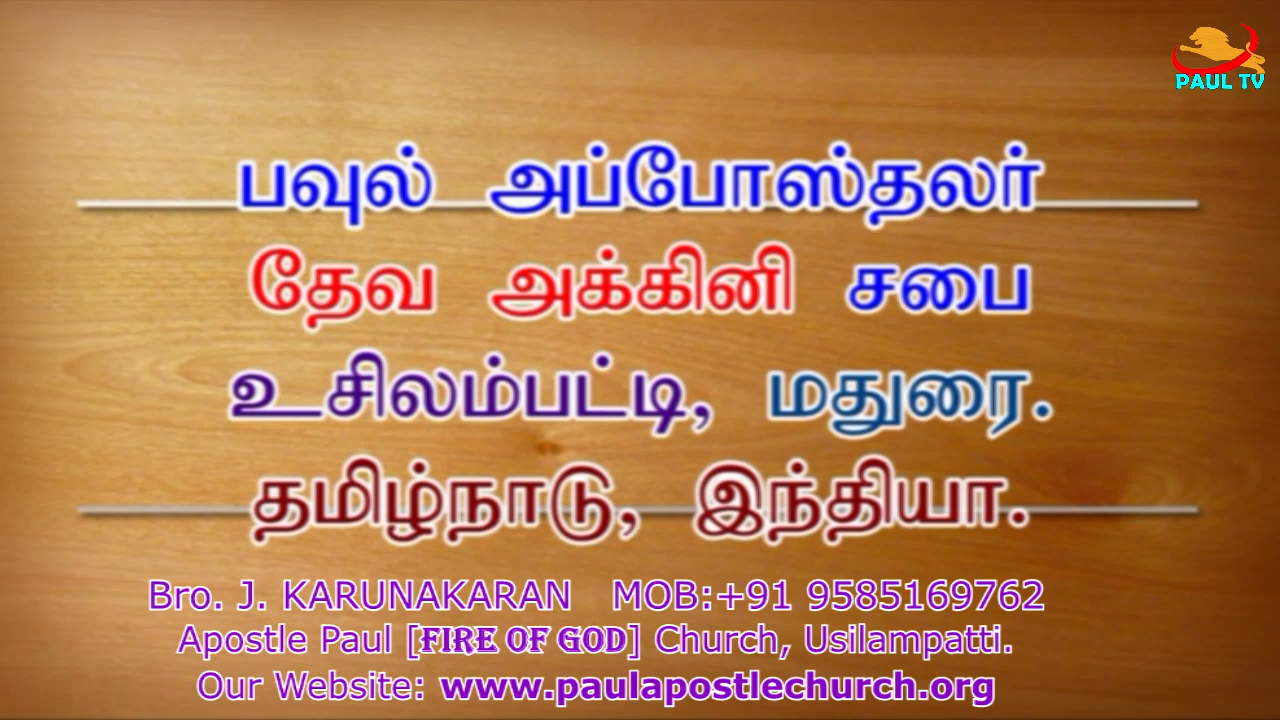 PAUL TV
பவுல் அப்போஸ்தலர்
தேவ அக்கினி சபை
உசிலம்பட்டி, மதுரை.
தமிழ்நாடு, இந்தியா.
Bro. J. KARUNAKARAN MOB:+91 9585169762
Apostle Paul [FIRE OF GOD] Church, Usilampatti.
Our Website: www.paulapostlechurch.org